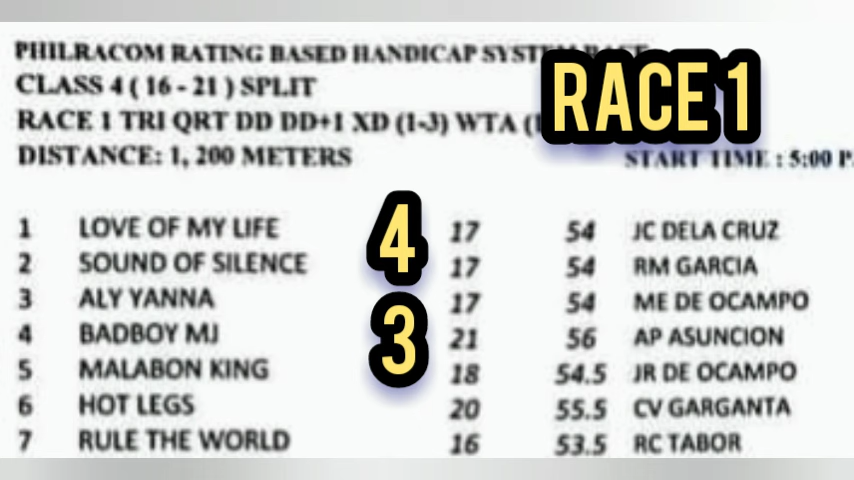 PHILRACOM RATING BASED HANDICAP SYSTEM RACE
CLASS 4 ( 16 - 21 ) SPLIT
RACE 1 TRI QRT DD DD+1 XD (1-3) WTA (1
RACE 1
DISTANCE: 1, 200 METERS START TIME : 5:00 P.
1 LOVE OF MY LIFE 17 54 JC DELA CRUZ
4
2 SOUND OF SILENCE 17 54 RM GARCIA
3 ALY YANNA 17 54 ME DE OCAMPO
4 BADBOY MJ 21 56 AP ASUNCION
3
5 MALABON KING 18 54.5 JR DE OCAMPO
6 HOT LEGS 20 55.5 CV GARGANTA
7 RULE THE WORLD 16 53.5 RC TABOR